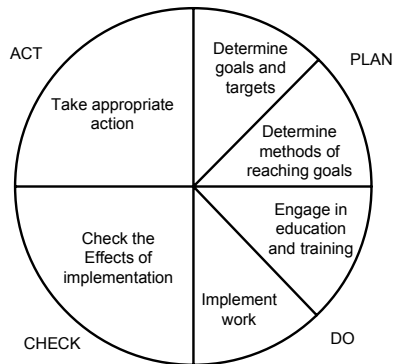 ACT
PLAN
Determine
goals and
targets
Determine
methods of
reaching goals
Engage in
education
and training
Implement
work
DO
Check the
Effects of
implementation
CHECK
Take appropriate
action